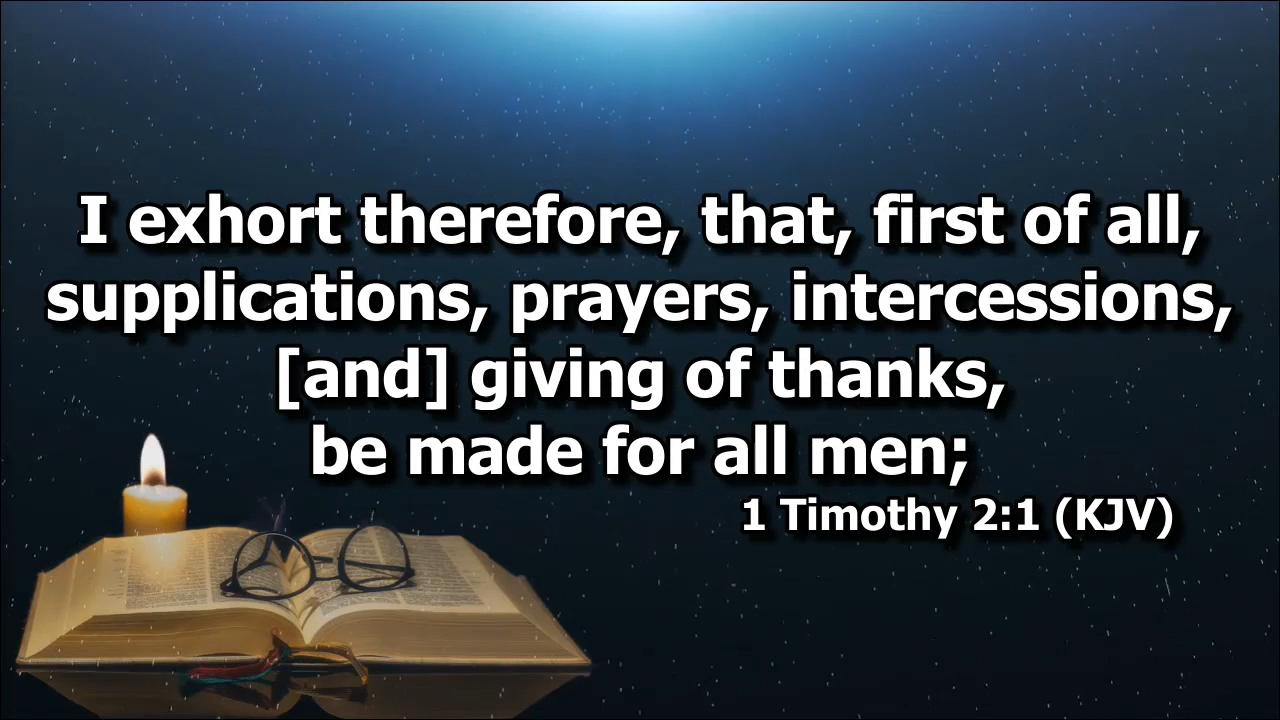 I exhort therefore, that, first of all,
supplications, prayers, intercessions,
[and] giving of thanks,
be made for all men;
1 Timothy 2:1 (KJV)